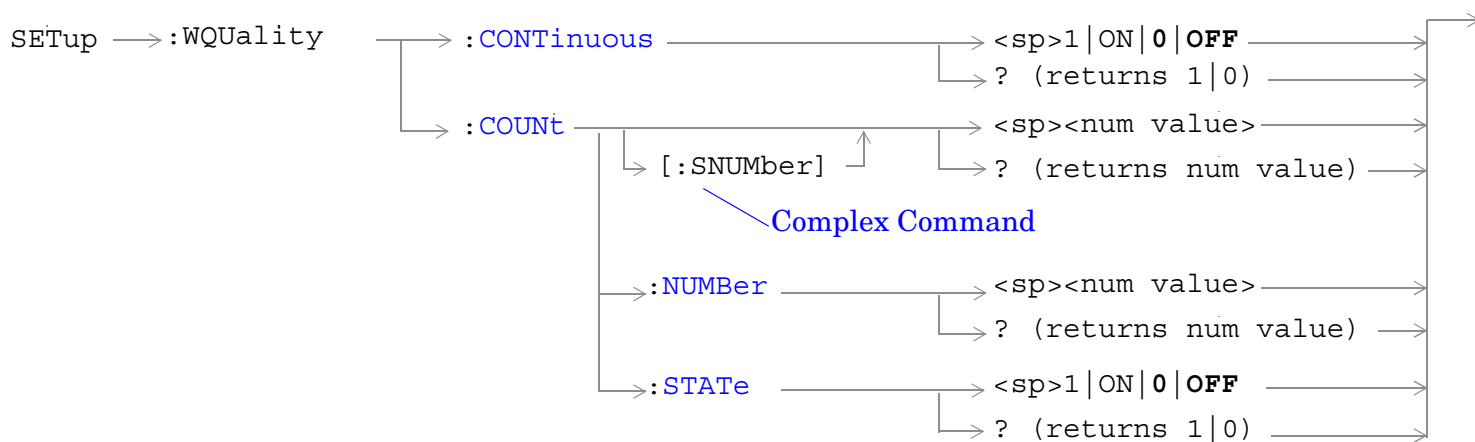 SETup :WQUality :CONTinuous <sp>1|ON|0|OFF
? (returns 1|0)
:COUNt <sp><num value>
[:SNUMber] ? (returns num value)
Complex Command
:NUMBer <sp><num value>
? (returns num value)
:STATe <sp>1|ON|0|OFF
? (returns 1|0)